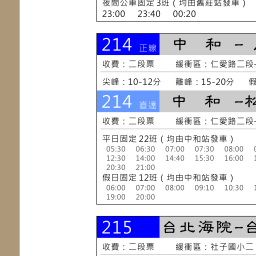 夜間公車固定 3班（均由舊莊站發車）
23:00 23:40 00:20
214 正線 中 和 -
收費：二段票 緩衝區：仁愛路二段
尖峰：10-12分 離峰：15-20分
214 直達 中 和 -松
收費：二段票 緩衝區：仁愛路二段
平日固定 22班（均由中和站發車）
05:30 06:30 07:00 07:30 08:00
12:30 14:00 14:40 15:30 16:00
20:30 21:00
假日固定 12班（均由中和站發車）
06:00 07:00 08:00 09:10 10:30
19:00 20:00
215 台北海院-台
收費：二段票 緩衝區：社子國小二